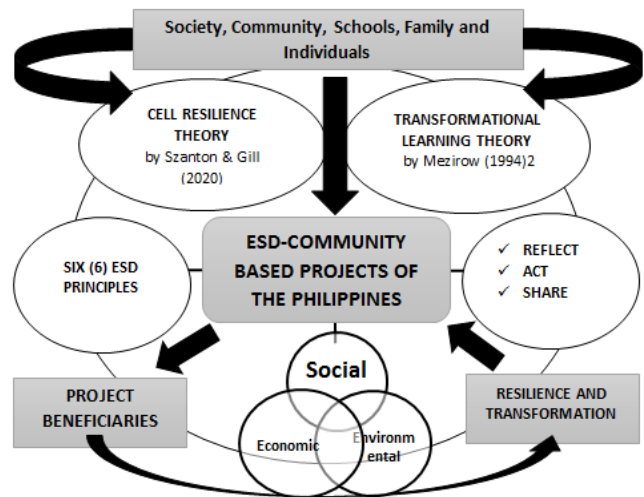 Society, Community, Schools, Family and
Individuals
CELL RESILIENCE
THEORY
by Szanton & Gill
(2020)
TRANSFORMATIONAL
LEARNING THEORY
by Mezirow (1994)2
SIX (6) ESD
PRINCIPLES
ESD-COMMUNITY
BASED PROJECTS OF
THE PHILIPPINES
✓ REFLECT
✓ ACT
✓ SHARE
PROJECT
BENEFICIARIES
Social
Economic
Environm
ental
RESILIENCE AND
TRANSFORMATION